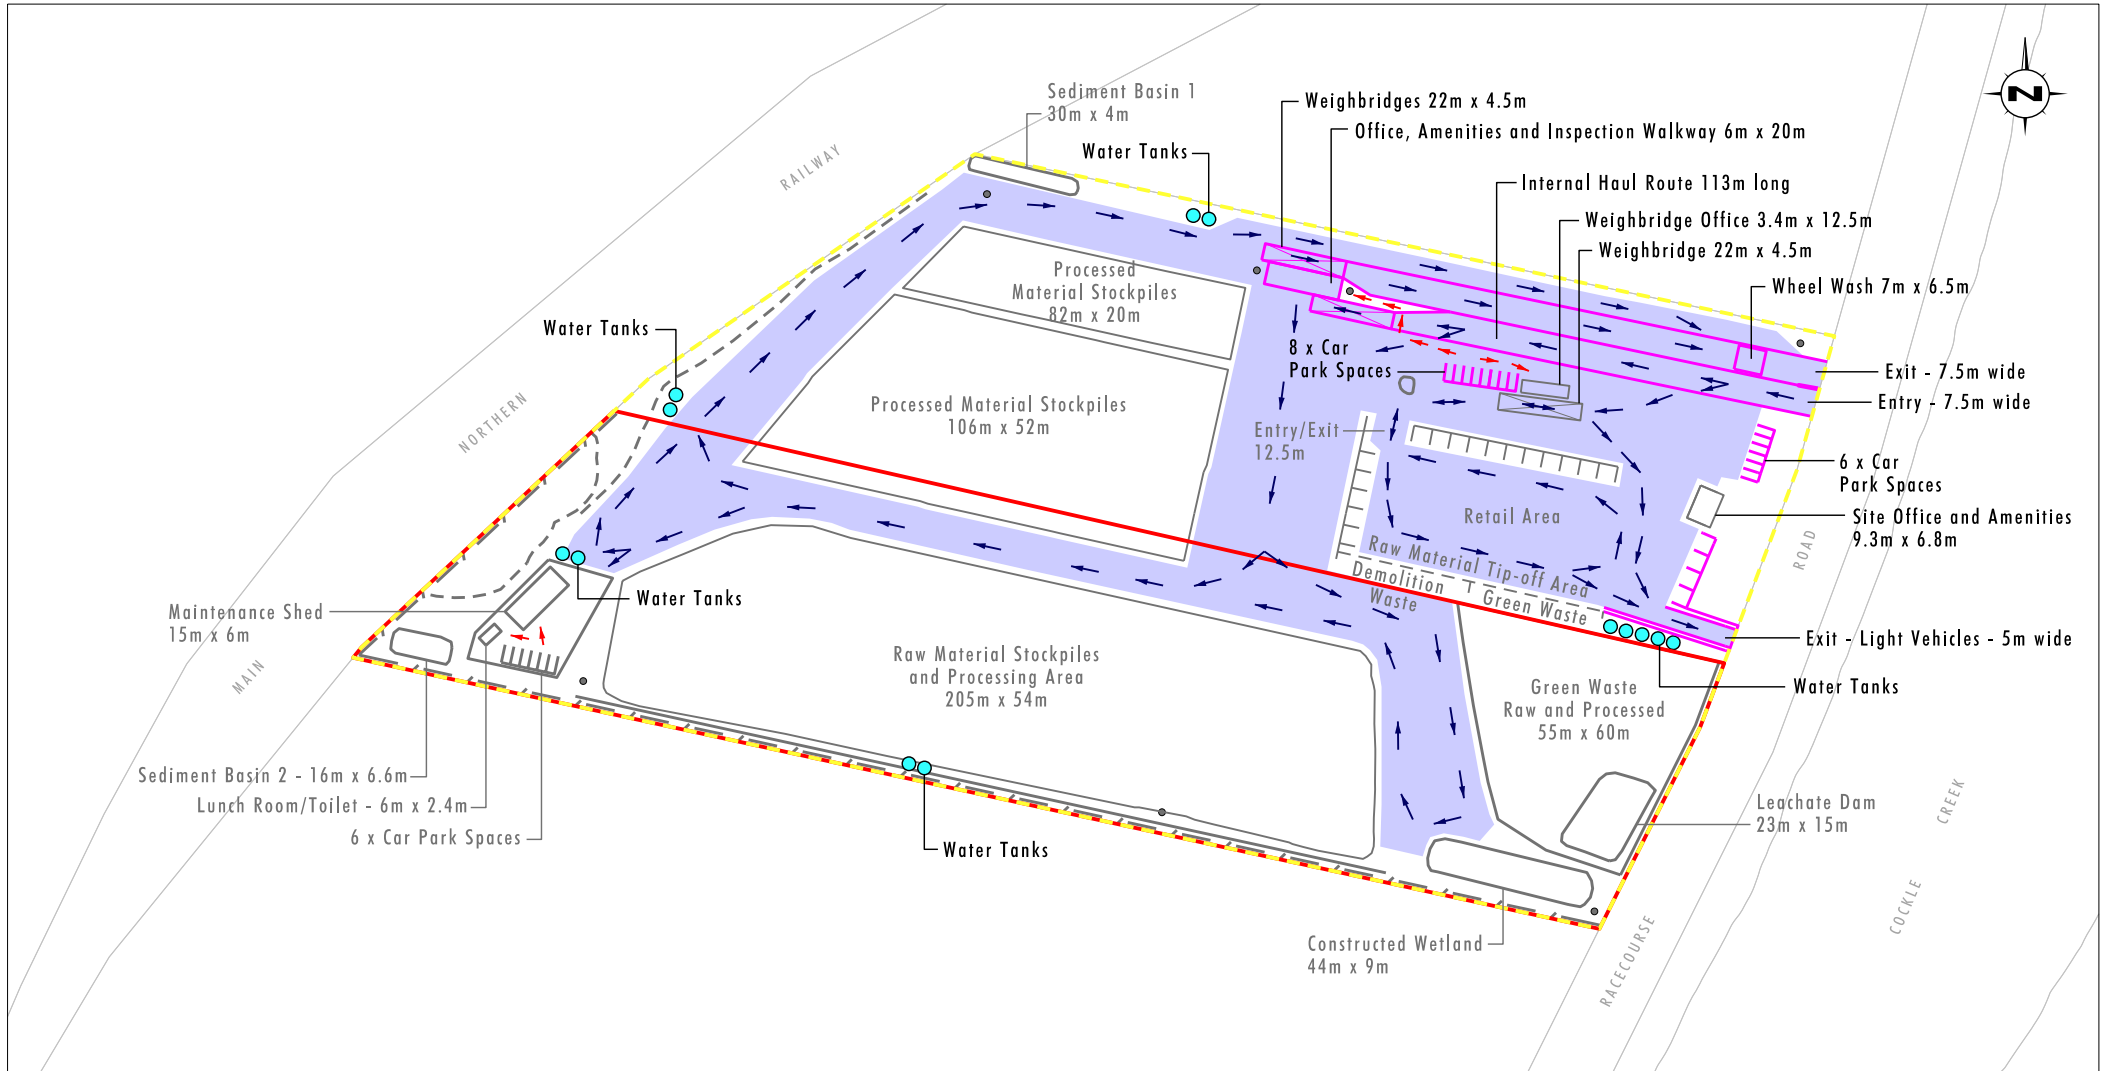 Sediment Basin 1
30m x 4m
Weighbridges 22m x 4.5m
Office, Amenities and Inspection Walkway 6m x 20m
Water Tanks
N
RAILWAY
Internal Haul Route 113m long
Weighbridge Office 3.4m x 12.5m
Weighbridge 22m x 4.5m
Processed
Material Stockpiles
82m x 20m
Wheel Wash 7m x 6.5m
Water Tanks
8 x Car
Park Spaces
Exit - 7.5m wide
Entry - 7.5m wide
Processed Material Stockpiles
106m x 52m
NORTHERN
Entry/Exit
12.5m
6 x Car
Park Spaces
Retail Area
Site Office and Amenities
9.3m x 6.8m
ROAD
Raw Material Tip-off Area
Demolition
Waste
Green Waste
Water Tanks
Maintenance Shed
15m x 6m
Exit - Light Vehicles - 5m wide
MAIN
Raw Material Stockpiles
and Processing Area
205m x 54m
Green Waste
Raw and Processed
55m x 60m
Water Tanks
Sediment Basin 2 - 16m x 6.6m
Lunch Room/Toilet - 6m x 2.4m
6 x Car Park Spaces
Leachate Dam
23m x 15m
CREEK
Water Tanks
COCKLE
Constructed Wetland
44m x 9m
RACECOURSE